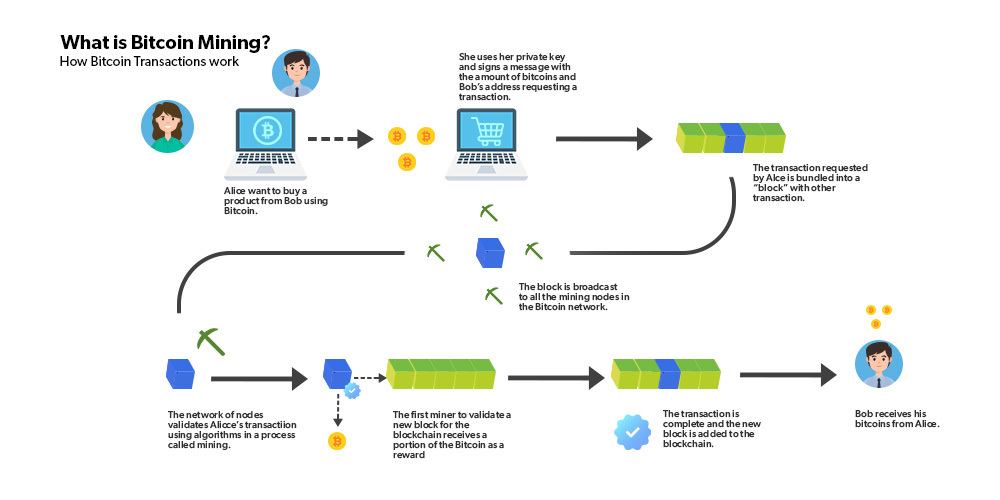 What is Bitcoin Mining?
How Bitcoin Transactions work
She uses her private key
and signs a message with
the amount of bitcoins and
Bob's address requesting a
transaction.
Alice want to buy a
product from Bob using
Bitcoin.
The transaction requested
by Alce is bundled into a
"block" with other
transaction.
The block is broadcast
to all the mining nodes in
the Bitcoin network.
The network of nodes
validates Alicce's transactiion
using algorithms in a process
called mining.
The first miner to validate a
new block for the
blockchain receives a
portion of the Bitcoin as a
reward
The transaction is
complete and the new
block is added to the
blockchain.
Bob receives his
bitcoins from Alice.